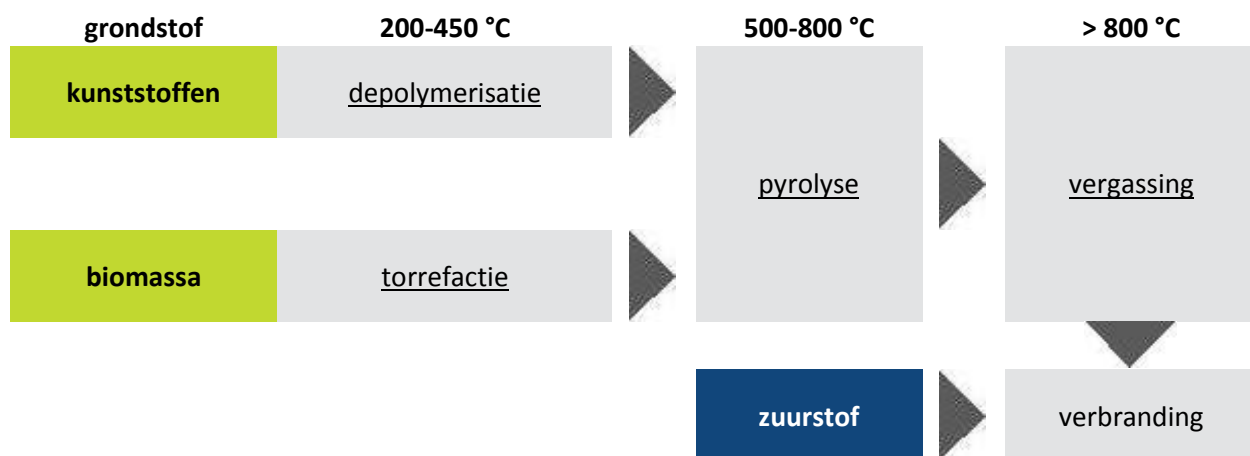 grondstof 200-450 °C 500-800 °C > 800 °C
kunststoffen depolymerisatie
pyrolyse vergassing
biomassa torrefactie
zuurstof verbranding